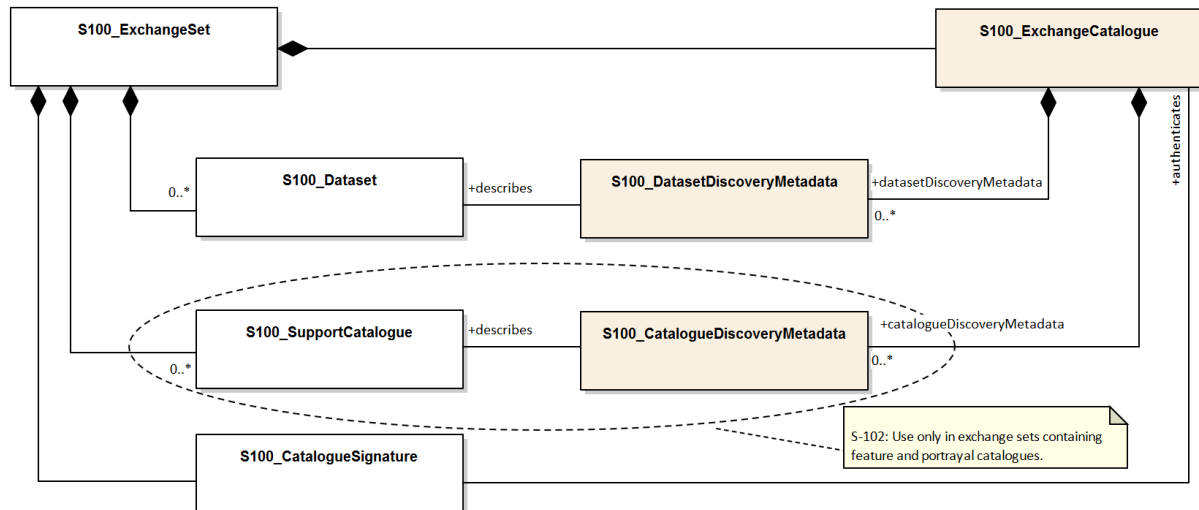 S100_ExchangeSet
S100_ExchangeCatalogue
+authenticates
S100_Dataset
+describes
S100_DatasetDiscoveryMetadata
+datasetDiscoveryMetadata
0..*
0..*
S100_SupportCatalogue
+describes
S100_CatalogueDiscoveryMetadata
+catalogueDiscoveryMetadata
0..*
0..*
S-102: Use only in exchange sets containing
feature and portrayal catalogues.
S100_CatalogueSignature